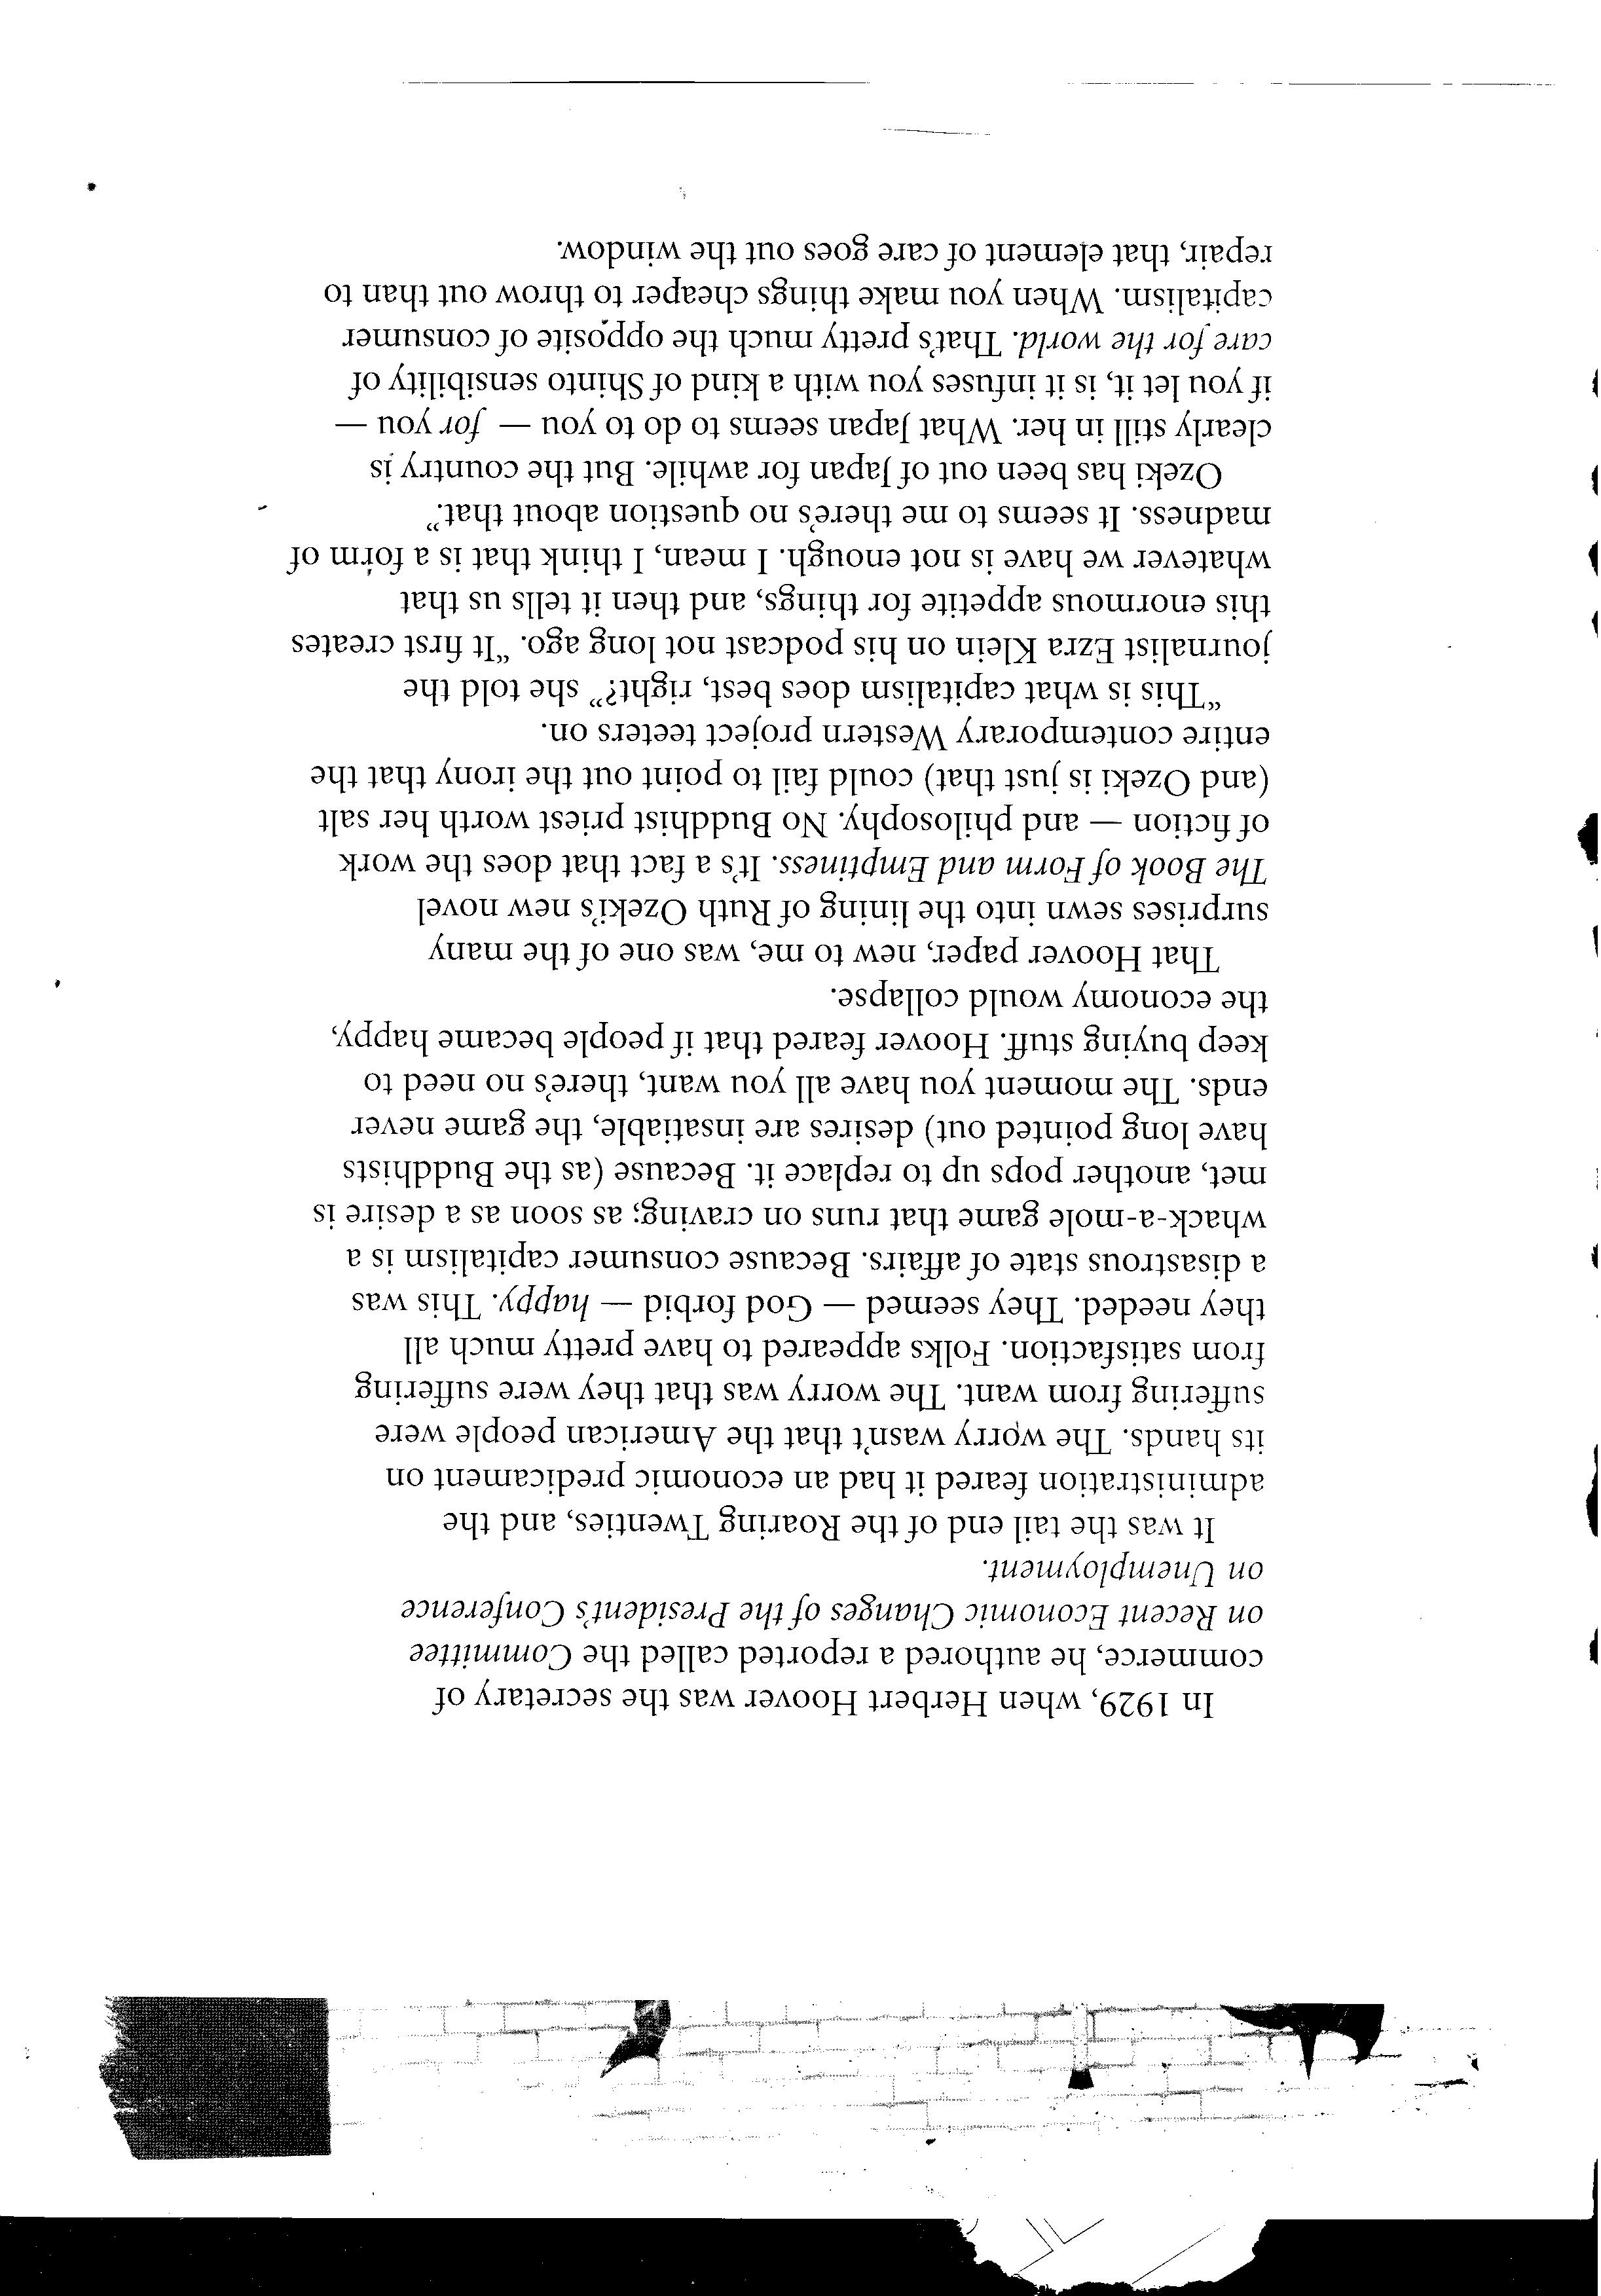 In 1929, when Herbert Hoover was the secretary of
commerce, he authored a reported called the Committee
on Recent Economic Changes of the President's Conference
on Unemployment.
It was the tail end of the Roaring Twenties, and the
administration feared it had an economic predicament on
its hands. The worry wasn't that the American people were
suffering from want. The worry was that they were suffering
from satisfaction. Folks appeared to have pretty much all
they needed. They seemed — God forbid — happy. This was
a disastrous state of affairs. Because consumer capitalism is a
whack-a-mole game that runs on craving; as soon as a desire is
met, another pops up to replace it. Because (as the Buddhists
have long pointed out) desires are insatiable, the game never
ends. The moment you have all you want, there's no need to
keep buying stuff. Hoover feared that if people became happy,
the economy would collapse.
That Hoover paper, new to me, was one of the many
surprises sewn into the lining of Ruth Ozeki's new novel
The Book of Form and Emptiness. It's a fact that does the work
of fiction — and philosophy. No Buddhist priest worth her salt
(and Ozeki is just that) could fail to point out the irony that the
entire contemporary Western project teeters on.
"This is what capitalism does best, right?" she told the
journalist Ezra Klein on his podcast not long ago. "It first creates
this enormous appetite for things, and then it tells us that
whatever we have is not enough. I mean, I think that is a form of
madness. It seems to me there's no question about that."
Ozeki has been out of Japan for awhile. But the country is
clearly still in her. What Japan seems to do to you — for you —
if you let it, is it infuses you with a kind of Shinto sensibility of
care for the world. That's pretty much the opposite of consumer
capitalism. When you make things cheaper to throw out than to
repair, that element of care goes out the window.